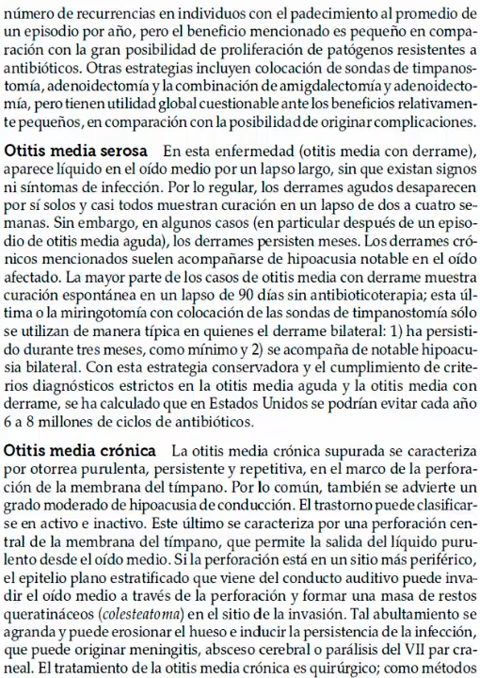 número de recurrencias en individuos con el padecimiento al promedio de
un episodio por año, pero el beneficio mencionado es pequeño en compa-
ración con la gran posibilidad de proliferación de patógenos resistentes a
antibióticos. Otras estrategias incluyen colocación de sondas de timpanos-
tomía, adenoidectomía y la combinación de amigdalectomía y adenoidecto-
mía, pero tienen utilidad global cuestionable ante los beneficios relativamen-
te pequeños, en comparación con la posibilidad de originar complicaciones.
Otitis media serosa En esta enfermedad (otitis media con derrame),
aparece líquido en el oído medio por un lapso largo, sin que existan signos
ni síntomas de infección. Por lo regular, los derrames agudos desaparecen
por sí solos y casi todos muestran curación en un lapso de dos a cuatro se-
manas. Sin embargo, en algunos casos (en particular después de un episo-
dio de otitis media aguda), los derrames persisten meses. Los derrames cró-
nicos mencionados suelen acompañarse de hipoacusia notable en el oído
afectado. La mayor parte de los casos de otitis media con derrame muestra
curación espontánea en un lapso de 90 días sin antibioticoterapia; esta úl-
tima o la miringotomía con colocación de las sondas de timpanostomía sólo
se utilizan de manera típica en quienes el derrame bilateral: 1) ha persisti-
do durante tres meses, como mínimo y 2) se acompaña de notable hipoacu-
sia bilateral. Con esta estrategia conservadora y el cumplimiento de crite-
rios diagnósticos estrictos en la otitis media aguda y la otitis media con
derrame, se ha calculado que en Estados Unidos se podrían evitar cada año
6 a 8 millones de ciclos de antibióticos.
Otitis media crónica La otitis media crónica supurada se caracteriza
por otorrea purulenta, persistente y repetitiva, en el marco de la perfora-
ción de la membrana del tímpano. Por lo común, también se advierte un
grado moderado de hipoacusia de conducción. El trastorno puede clasificar-
se en activo e inactivo. Este último se caracteriza por una perforación cen-
tral de la membrana del tímpano, que permite la salida del líquido puru-
lento desde el oído medio. Si la perforación está en un sitio más periférico,
el epitelio plano estratificado que viene del conducto auditivo puede inva-
dir el oído medio a través de la perforación y formar una masa de restos
queratináceos (colesteatoma) en el sitio de la invasión. Tal abultamiento se
agranda y puede erosionar el hueso e inducir la persistencia de la infección,
que puede originar meningitis, absceso cerebral o parálisis del VII par cra-
neal. El tratamiento de la otitis media crónica es quirúrgico; como métodos